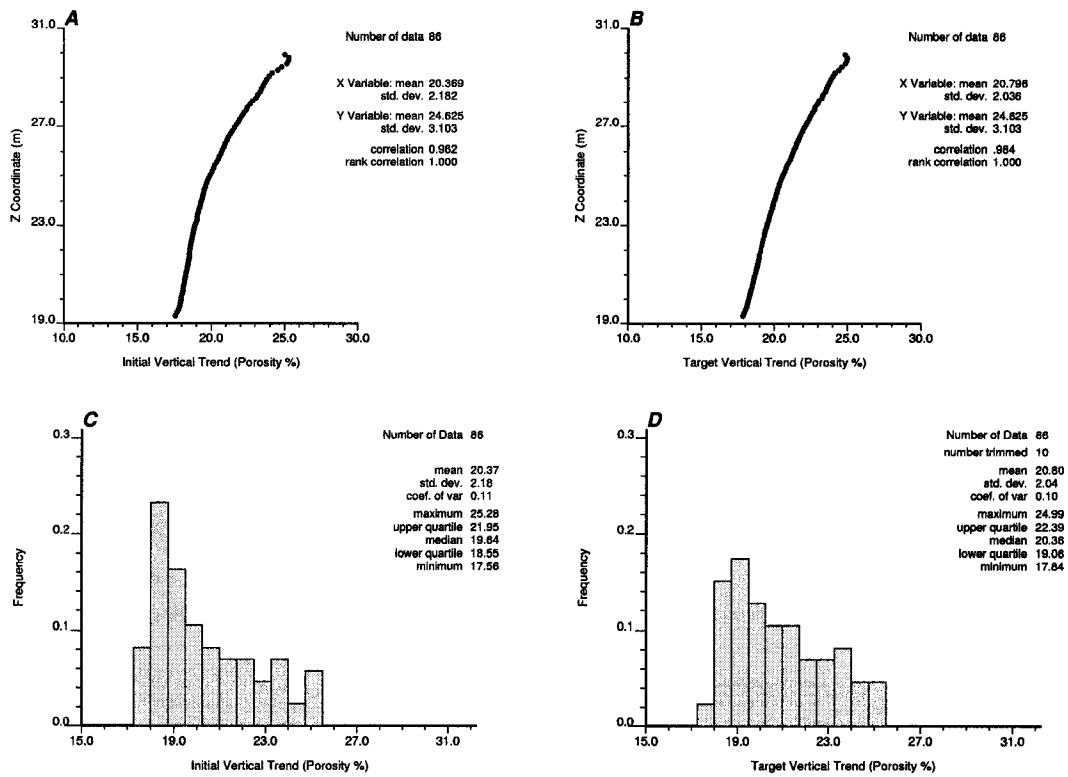 A
31.0
27.0
23.0
19.0
Z Coordinate (m)
10.0 15.0 20.0 25.0 30.0
Initial Vertical Trend (Porosity %)
Number of data 86
X Variable: mean 20.369
std. dev. 2.182
Y Variable: mean 24.625
std. dev. 3.103
correlation 0.962
rank correlation 1.000
B
31.0
27.0
23.0
19.0
Z Coordinate (m)
10.0 15.0 20.0 25.0 30.0
Target Vertical Trend (Porosity %)
Number of data 86
X Variable: mean 20.796
std. dev. 2.036
Y Variable: mean 24.625
std. dev. 3.103
correlation .984
rank correlation 1.000
C
0.3
0.2
0.1
0.0
Frequency
15.0 19.0 23.0 27.0 31.0
Initial Vertical Trend (Porosity %)
Number of Data 86
mean 20.37
std. dev. 2.18
coef. of var 0.11
maximum 25.28
upper quartile 21.95
median 19.64
lower quartile 18.55
minimum 17.56
D
0.3
0.2
0.1
0.0
Frequency
15.0 19.0 23.0 27.0 31.0
Target Vertical Trend (Porosity %)
Number of Data 86
number trimmed 10
mean 20.80
std. dev. 2.04
coef. of var 0.10
maximum 24.99
upper quartile 22.39
median 20.36
lower quartile 19.06
minimum 17.84